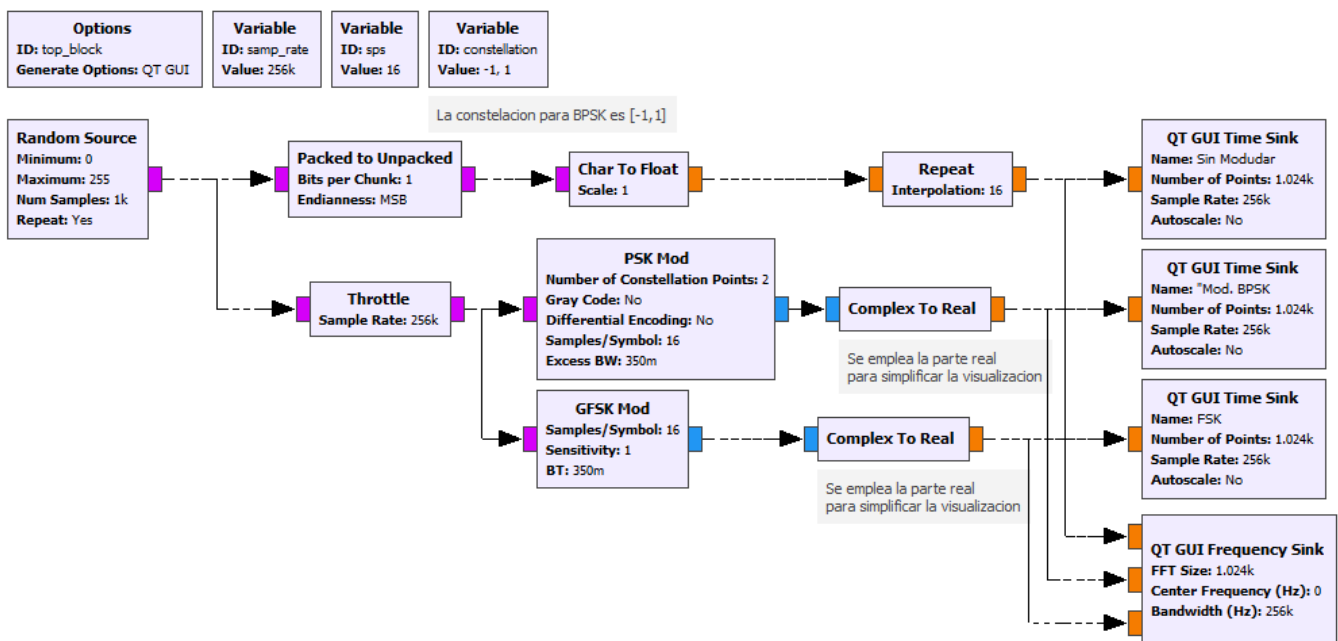 Options
ID: top_block
Generate Options: QT GUI
Variable
ID: samp_rate
Value: 256k
Variable
ID: sps
Value: 16
Variable
ID: constellation
Value: -1, 1
La constelacion para BPSK es [-1,1]
Random Source
Minimum: 0
Maximum: 255
Num Samples: 1k
Repeat: Yes
Packed to Unpacked
Bits per Chunk: 1
Endianness: MSB
Char To Float
Scale: 1
Repeat
Interpolation: 16
QT GUI Time Sink
Name: Sin Modudar
Number of Points: 1.024k
Sample Rate: 256k
Autoscale: No
Throttle
Sample Rate: 256k
PSK Mod
Number of Constellation Points: 2
Gray Code: No
Differential Encoding: No
Samples/Symbol: 16
Excess BW: 350m
Complex To Real
Se emplea la parte real
para simplificar la visualizacion
QT GUI Time Sink
Name: "Mod. BPSK
Number of Points: 1.024k
Sample Rate: 256k
Autoscale: No
GFSK Mod
Samples/Symbol: 16
Sensitivity: 1
BT: 350m
Complex To Real
Se emplea la parte real
para simplificar la visualizacion
QT GUI Time Sink
Name: FSK
Number of Points: 1.024k
Sample Rate: 256k
Autoscale: No
QT GUI Frequency Sink
FFT Size: 1.024k
Center Frequency (Hz): 0
Bandwidth (Hz): 256k